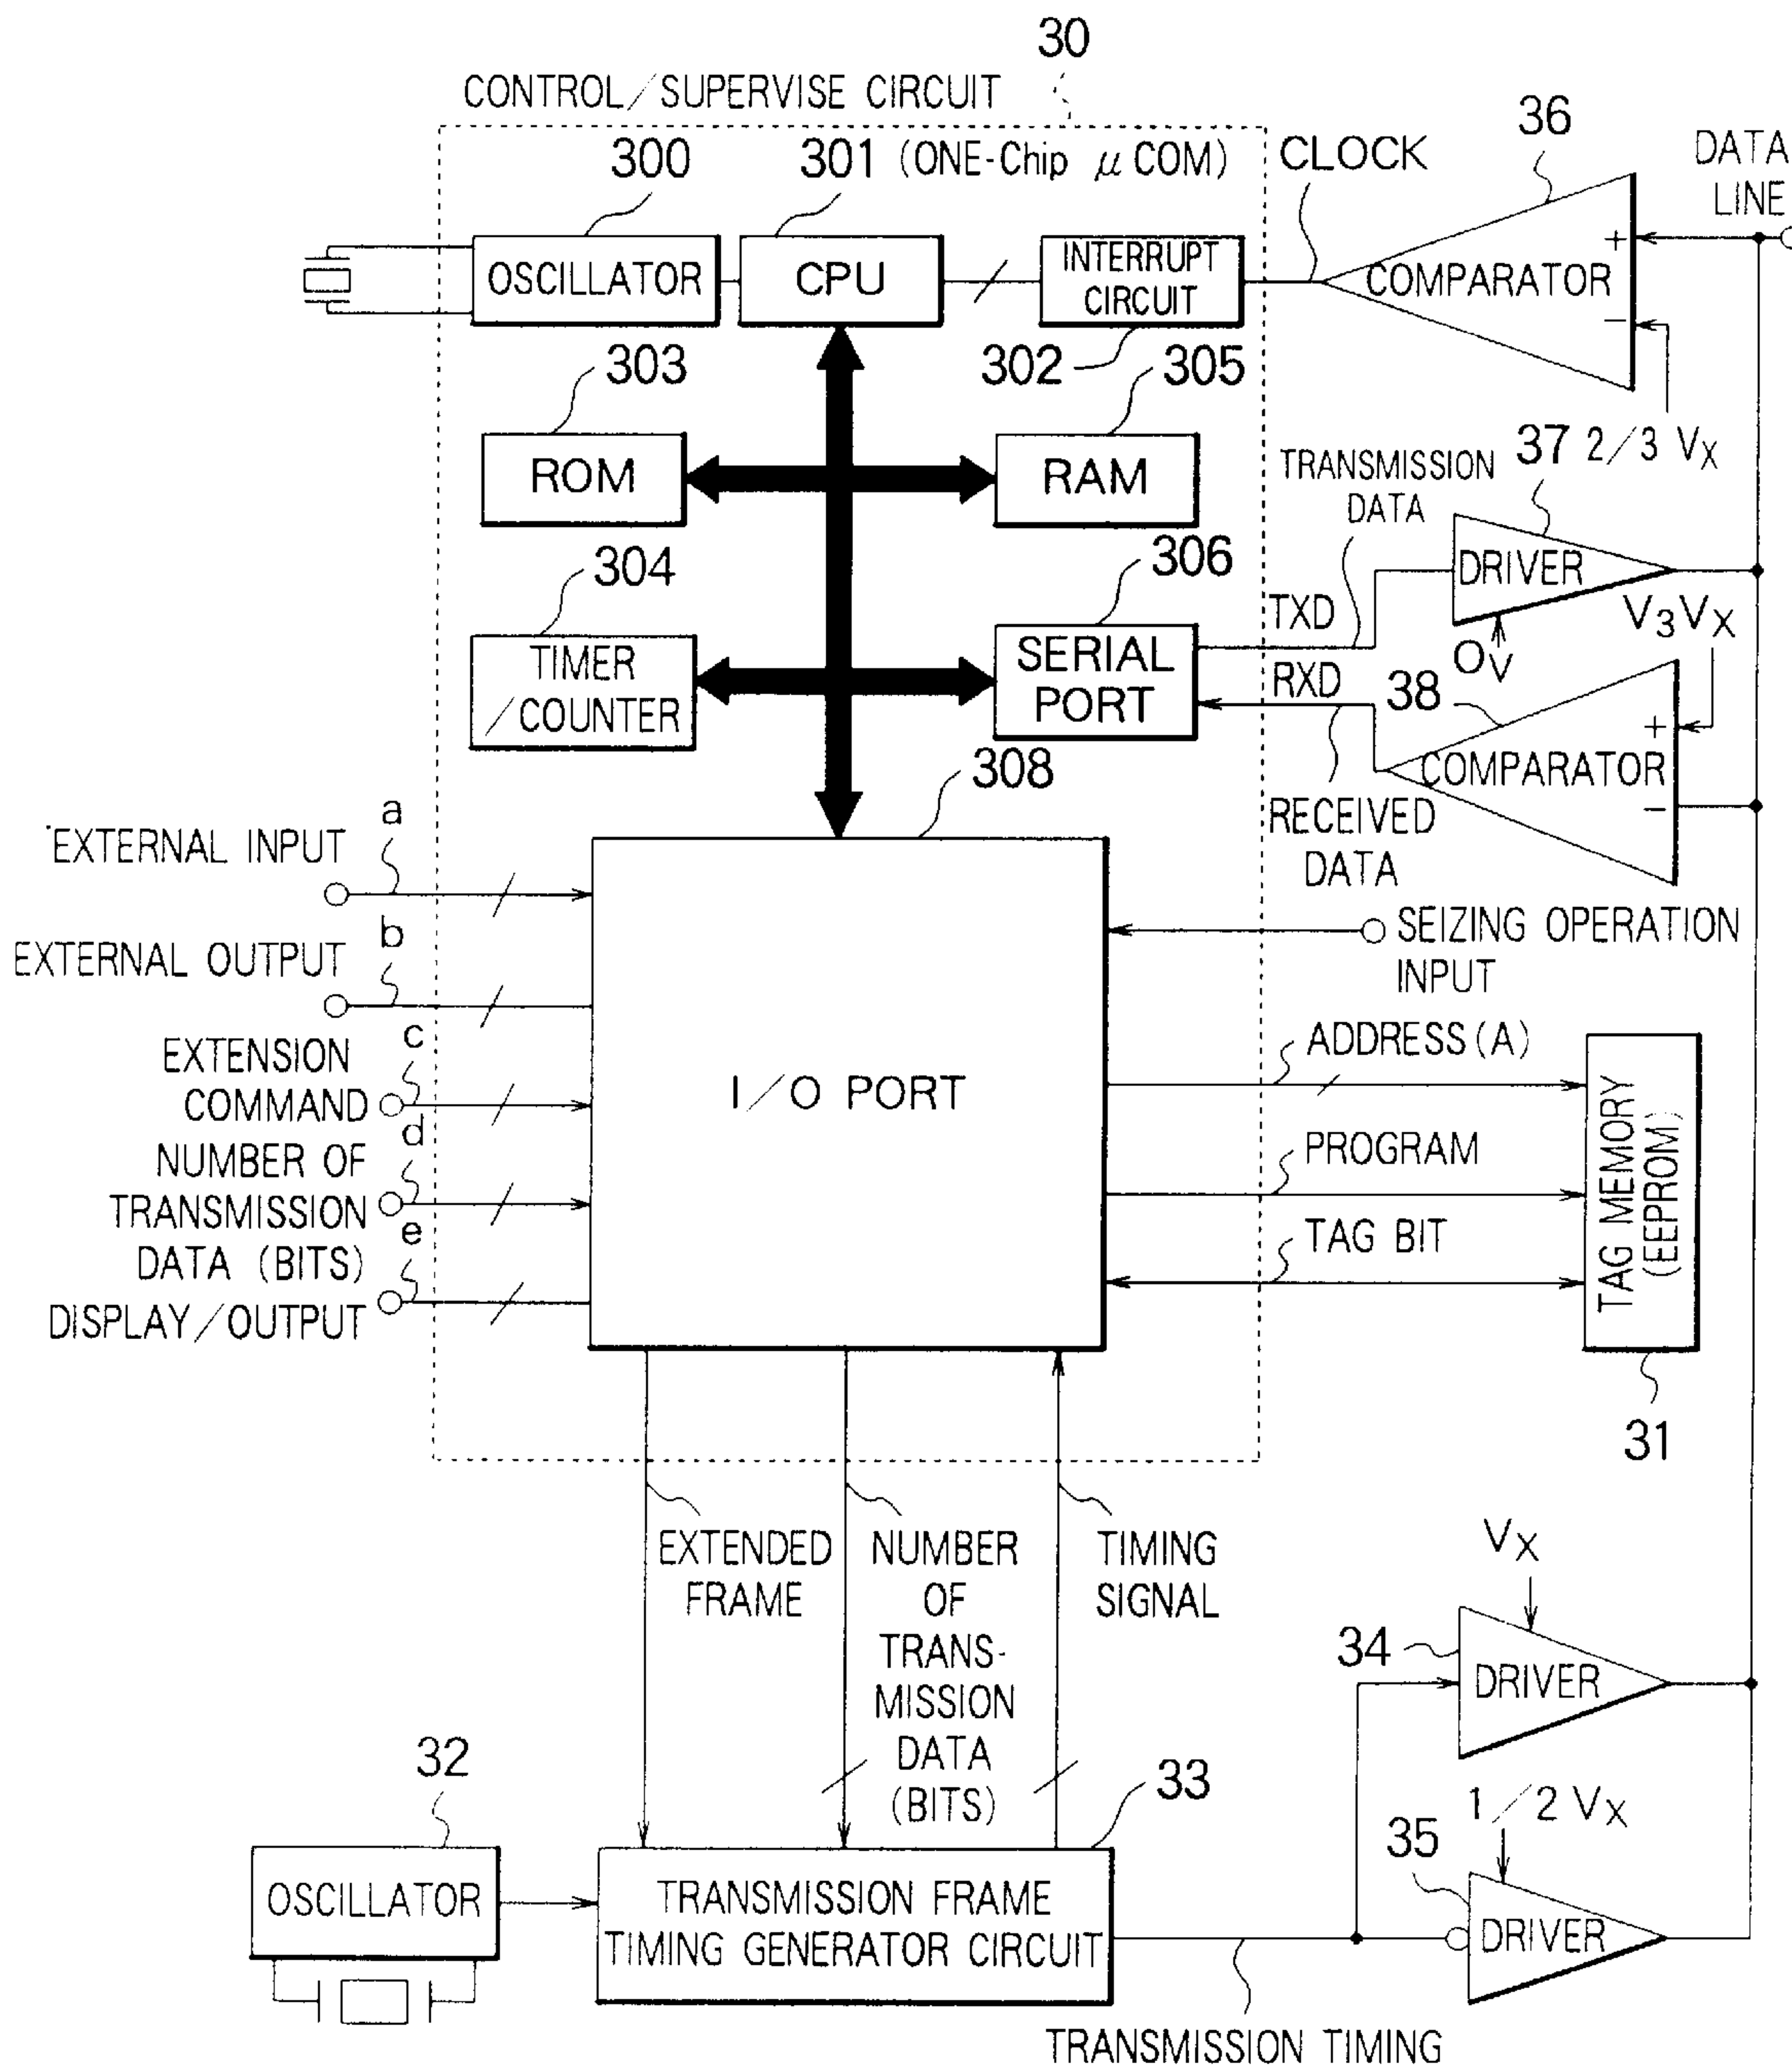 30
CONTROL/SUPERVISE CIRCUIT
300
301 (ONE-Chip μ COM)
CLOCK
36
DATA
LINE
OSCILLATOR
CPU
INTERRUPT
CIRCUIT
302
+
COMPARATOR
−
2/3 VX
303
305
ROM
RAM
TRANSMISSION
DATA
37
DRIVER
OV
304
306
TIMER
/COUNTER
SERIAL
PORT
TXD
RXD
V3VX
38
+
COMPARATOR
−
RECEIVED
DATA
308
EXTERNAL INPUT
a
EXTERNAL OUTPUT
b
EXTENSION
COMMAND
c
NUMBER OF
TRANSMISSION
DATA (BITS)
d
DISPLAY/OUTPUT
e
I/O PORT
SEIZING OPERATION
INPUT
ADDRESS(A)
PROGRAM
TAG BIT
TAG MEMORY
(EEPROM)
31
EXTENDED
FRAME
NUMBER
OF
TRANS-
MISSION
DATA
(BITS)
TIMING
SIGNAL
VX
34
DRIVER
32
33
1/2 VX
35
DRIVER
OSCILLATOR
TRANSMISSION FRAME
TIMING GENERATOR CIRCUIT
TRANSMISSION TIMING